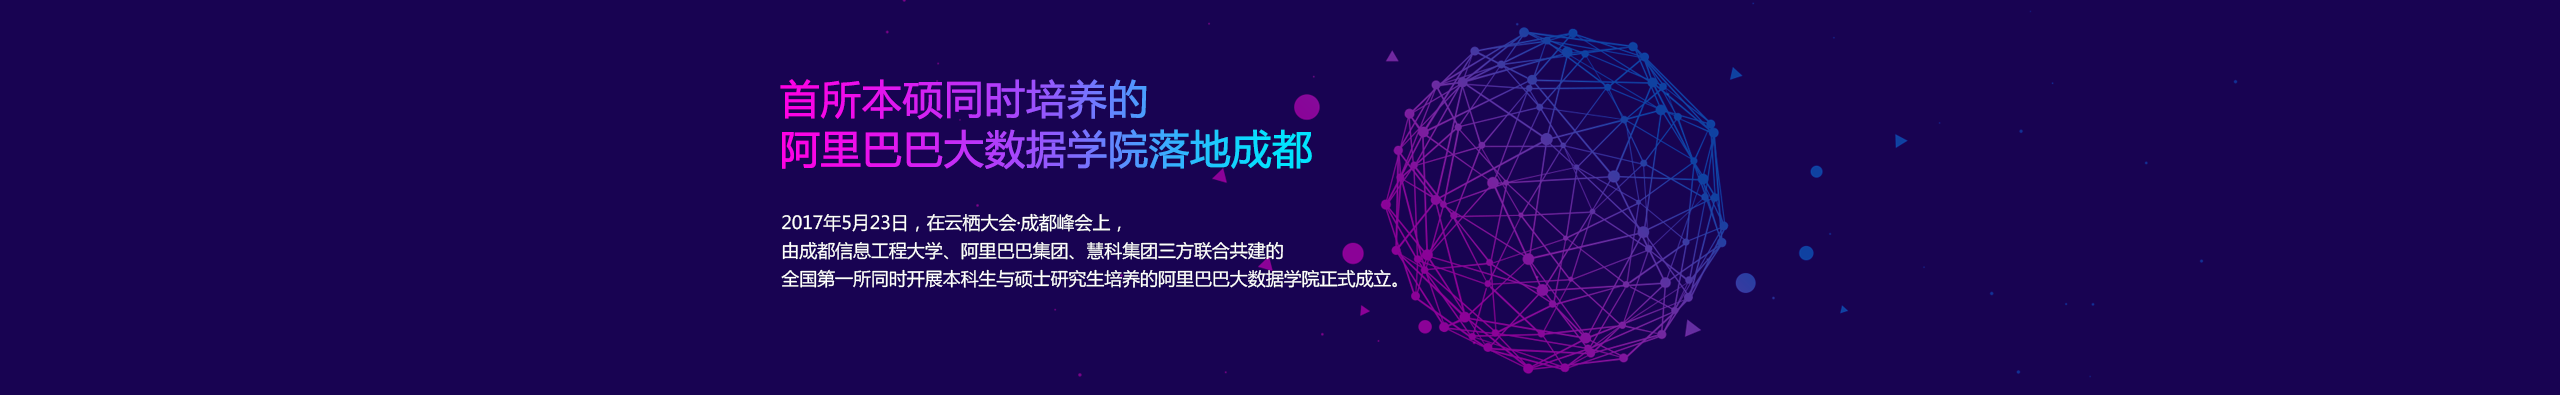 首所本硕同时培养的
阿里巴巴大数据学院落地成都
2017年5月23日，在云栖大会·成都峰会上，
由成都信息工程大学、阿里巴巴集团、慧科集团三方联合共建的
全国第一所同时开展本科生与硕士研究生培养的阿里巴巴大数据学院正式成立。